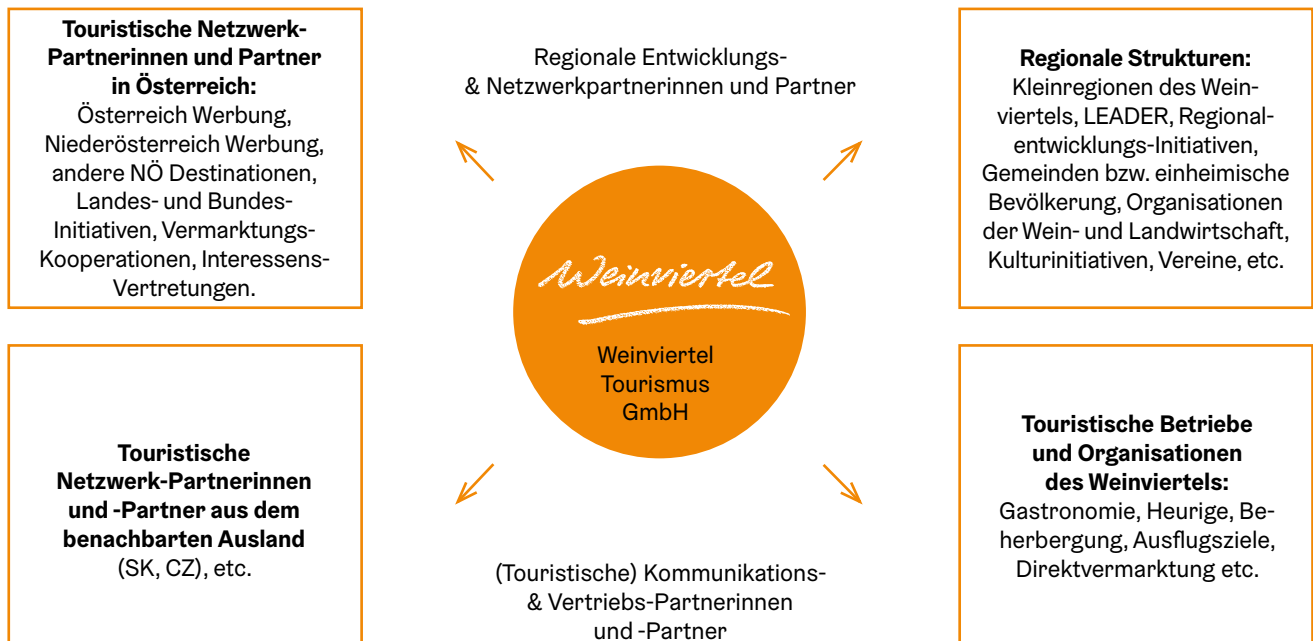 Touristische Netzwerk-
Partnerinnen und Partner
in Österreich:
Österreich Werbung,
Niederösterreich Werbung,
andere NÖ Destinationen,
Landes- und Bundes-
Initiativen, Vermarktungs-
Kooperationen, Interessens-
Vertretungen.
Regionale Entwicklungs-
& Netzwerkpartnerinnen und Partner
Regionale Strukturen:
Kleinregionen des Wein-
viertels, LEADER, Regional-
entwicklungs-Initiativen,
Gemeinden bzw. einheimische
Bevölkerung, Organisationen
der Wein- und Landwirtschaft,
Kulturinitiativen, Vereine, etc.
Weinviertel
Weinviertel
Tourismus
GmbH
Touristische
Netzwerk-Partnerinnen
und -Partner aus dem
benachbarten Ausland
(SK, CZ), etc.
(Touristische) Kommunikations-
& Vertriebs-Partnerinnen
und -Partner
Touristische Betriebe
und Organisationen
des Weinviertels:
Gastronomie, Heurige, Be-
herbergung, Ausflugsziele,
Direktvermarktung etc.